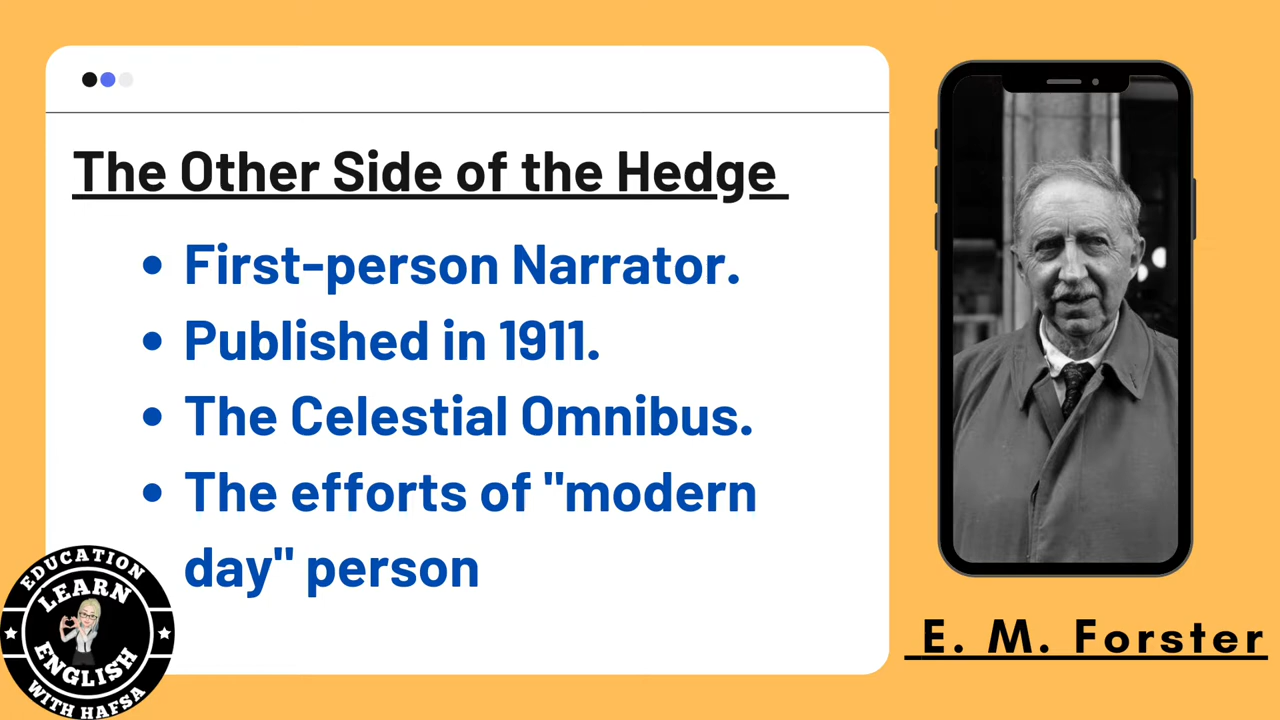 The Other Side of the Hedge
• First-person Narrator.
• Published in 1911.
• The Celestial Omnibus.
• The efforts of "modern
day" person
E. M. Forster
EDUCATION
LEARN
ENGLISH
WITH HAFSA